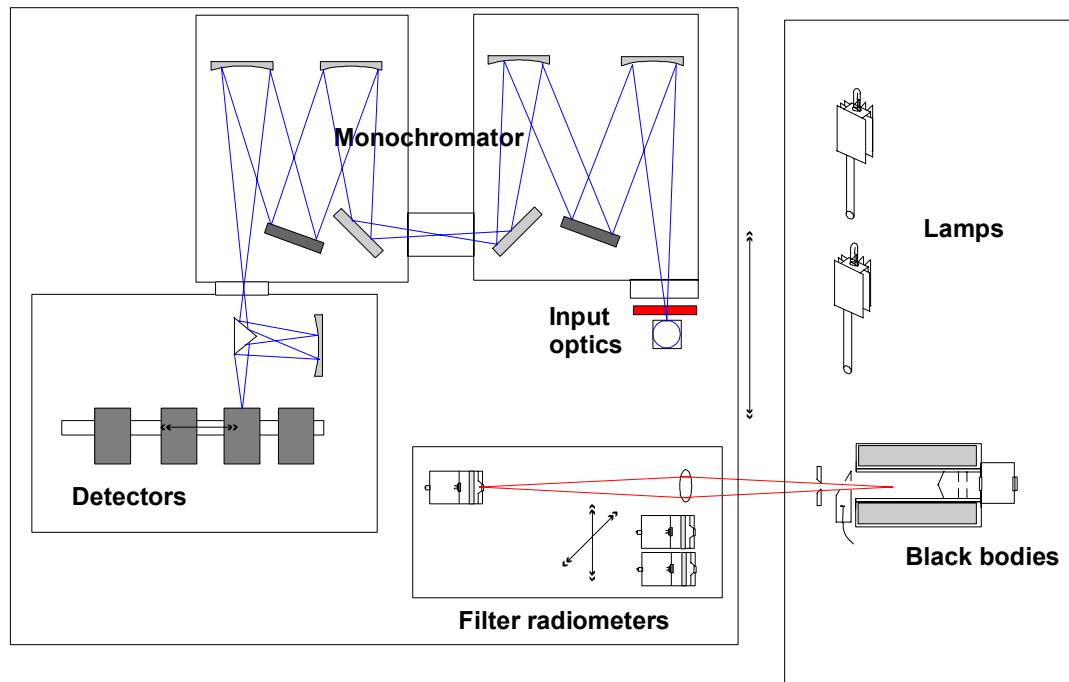 Monochromator
Lamps
Input
optics
Detectors
Black bodies
Filter radiometers